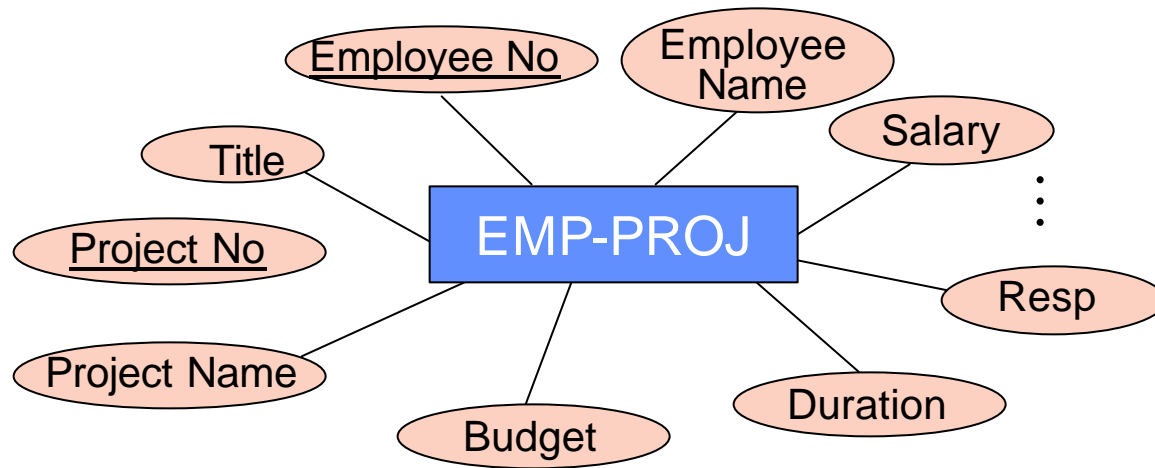 Employee No
Employee
Name
Salary
Title
EMP-PROJ
Project No
Resp
Project Name
Duration
Budget